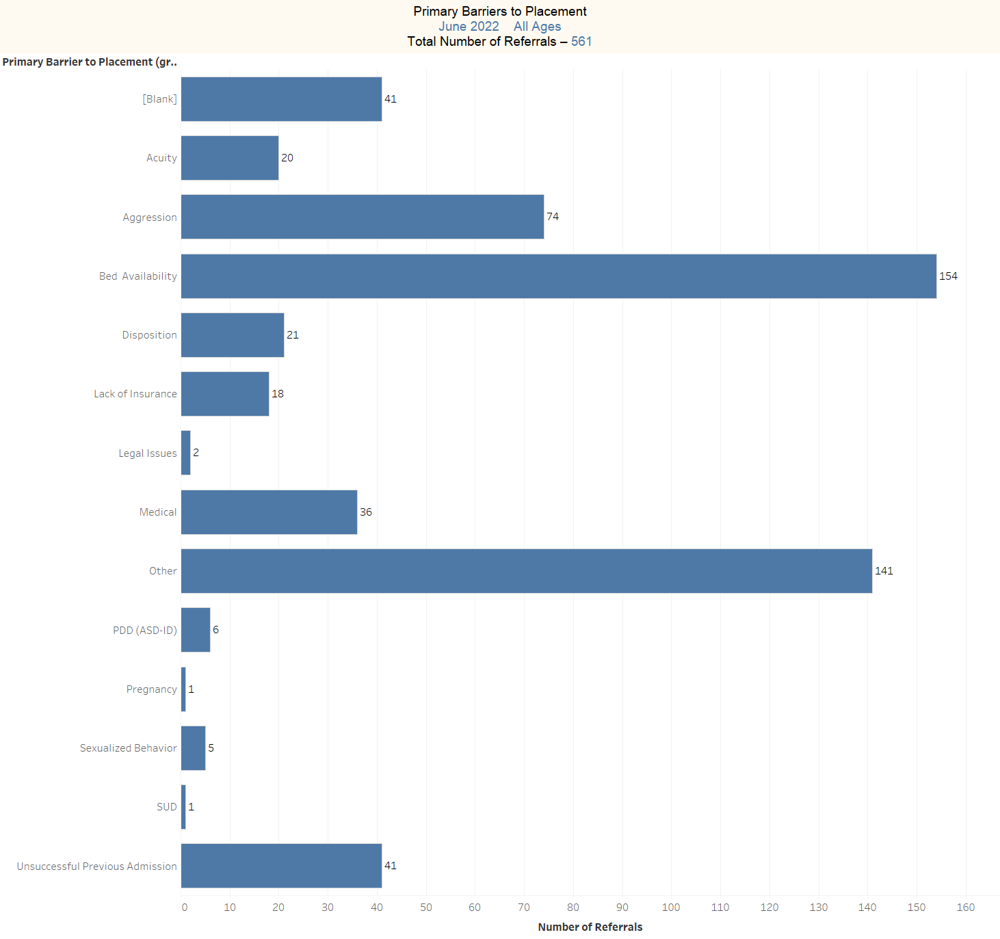 Primary Barriers to Placement
June 2022 All Ages
Total Number of Referrals – 561
Primary Barrier to Placement (gr..
[Blank] 41
Acuity 20
Aggression 74
Bed Availability 154
Disposition 21
Lack of Insurance 18
Legal Issues 2
Medical 36
Other 141
PDD (ASD-ID) 6
Pregnancy 1
Sexualized Behavior 5
SUD 1
Unsuccessful Previous Admission 41
0 10 20 30 40 50 60 70 80 90 100 110 120 130 140 150 160
Number of Referrals